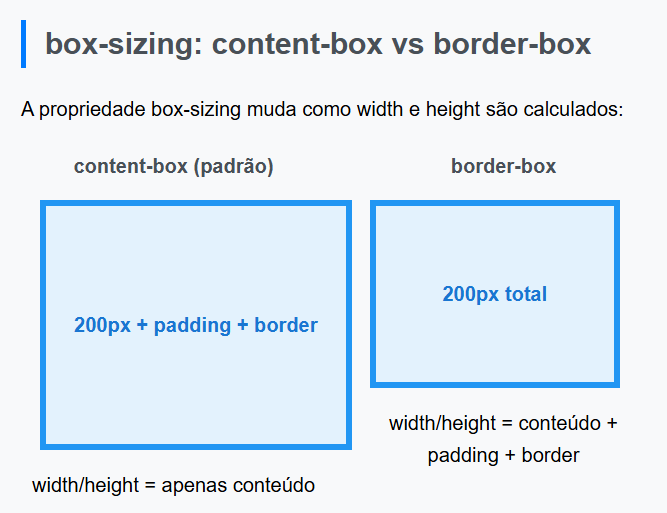 box-sizing: content-box vs border-box
A propriedade box-sizing muda como width e height são calculados:
content-box (padrão)
200px + padding + border
width/height = apenas conteúdo
border-box
200px total
width/height = conteúdo +
padding + border